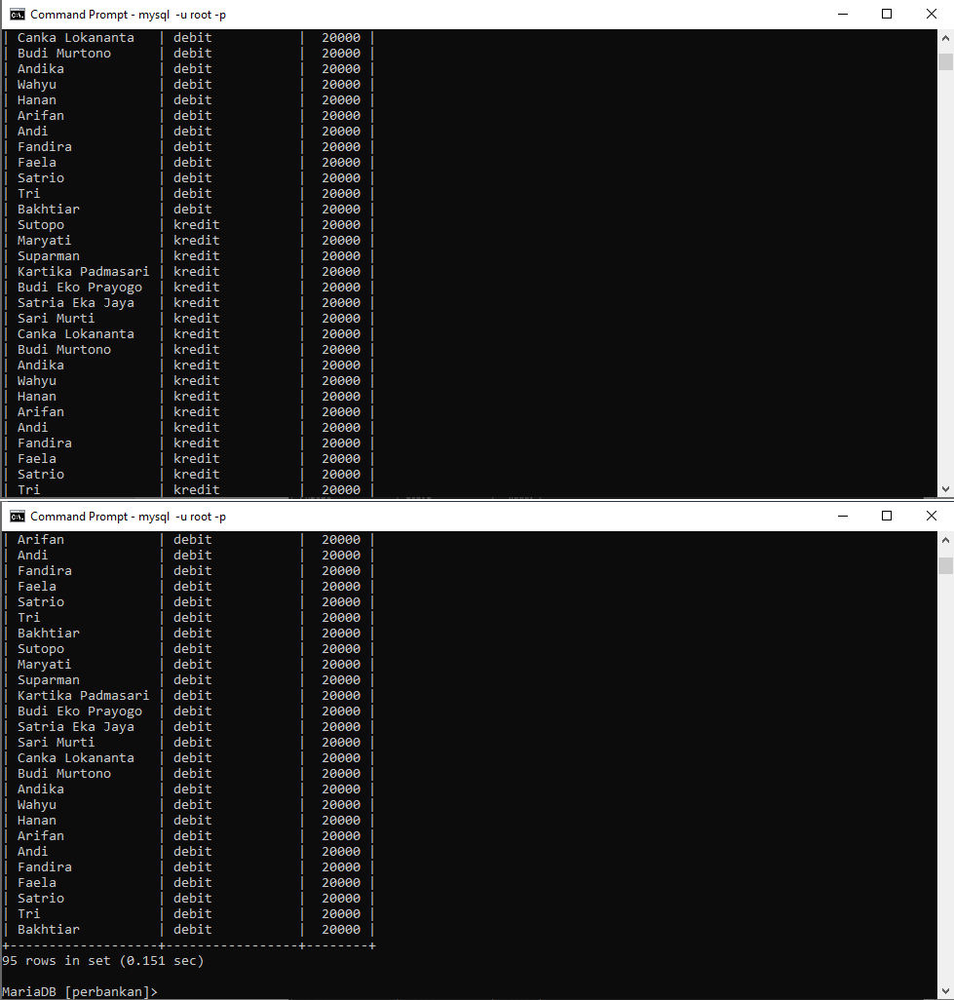 Command Prompt - mysql  -u root -p
| Canka Lokananta   | debit           |  20000 |
| Budi Murtono      | debit           |  20000 |
| Andika            | debit           |  20000 |
| Wahyu             | debit           |  20000 |
| Hanan             | debit           |  20000 |
| Arifan            | debit           |  20000 |
| Andi              | debit           |  20000 |
| Fandira           | debit           |  20000 |
| Faela             | debit           |  20000 |
| Satrio            | debit           |  20000 |
| Tri               | debit           |  20000 |
| Bakhtiar          | debit           |  20000 |
| Sutopo            | kredit          |  20000 |
| Maryati           | kredit          |  20000 |
| Suparman          | kredit          |  20000 |
| Kartika Padmasari | kredit          |  20000 |
| Budi Eko Prayogo  | kredit          |  20000 |
| Satria Eka Jaya   | kredit          |  20000 |
| Sari Murti        | kredit          |  20000 |
| Canka Lokananta   | kredit          |  20000 |
| Budi Murtono      | kredit          |  20000 |
| Andika            | kredit          |  20000 |
| Wahyu             | kredit          |  20000 |
| Hanan             | kredit          |  20000 |
| Arifan            | kredit          |  20000 |
| Andi              | kredit          |  20000 |
| Fandira           | kredit          |  20000 |
| Faela             | kredit          |  20000 |
| Satrio            | kredit          |  20000 |
| Tri               | kredit          |  20000 |
Command Prompt - mysql  -u root -p
| Arifan            | debit           |  20000 |
| Andi              | debit           |  20000 |
| Fandira           | debit           |  20000 |
| Faela             | debit           |  20000 |
| Satrio            | debit           |  20000 |
| Tri               | debit           |  20000 |
| Bakhtiar          | debit           |  20000 |
| Sutopo            | debit           |  20000 |
| Maryati           | debit           |  20000 |
| Suparman          | debit           |  20000 |
| Kartika Padmasari | debit           |  20000 |
| Budi Eko Prayogo  | debit           |  20000 |
| Satria Eka Jaya   | debit           |  20000 |
| Sari Murti        | debit           |  20000 |
| Canka Lokananta   | debit           |  20000 |
| Budi Murtono      | debit           |  20000 |
| Andika            | debit           |  20000 |
| Wahyu             | debit           |  20000 |
| Hanan             | debit           |  20000 |
| Arifan            | debit           |  20000 |
| Andi              | debit           |  20000 |
| Fandira           | debit           |  20000 |
| Faela             | debit           |  20000 |
| Satrio            | debit           |  20000 |
| Tri               | debit           |  20000 |
| Bakhtiar          | debit           |  20000 |
+-------------------+-----------------+--------+
95 rows in set (0.151 sec)
MariaDB [perbankan]>